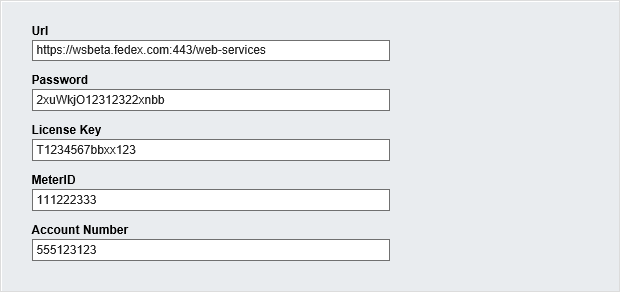 Url
https://wsbeta.fedex.com:443/web-services
Password
2xuWkjO12312322xnbb
License Key
T1234567bbxx123
MeterID
111222333
Account Number
555123123